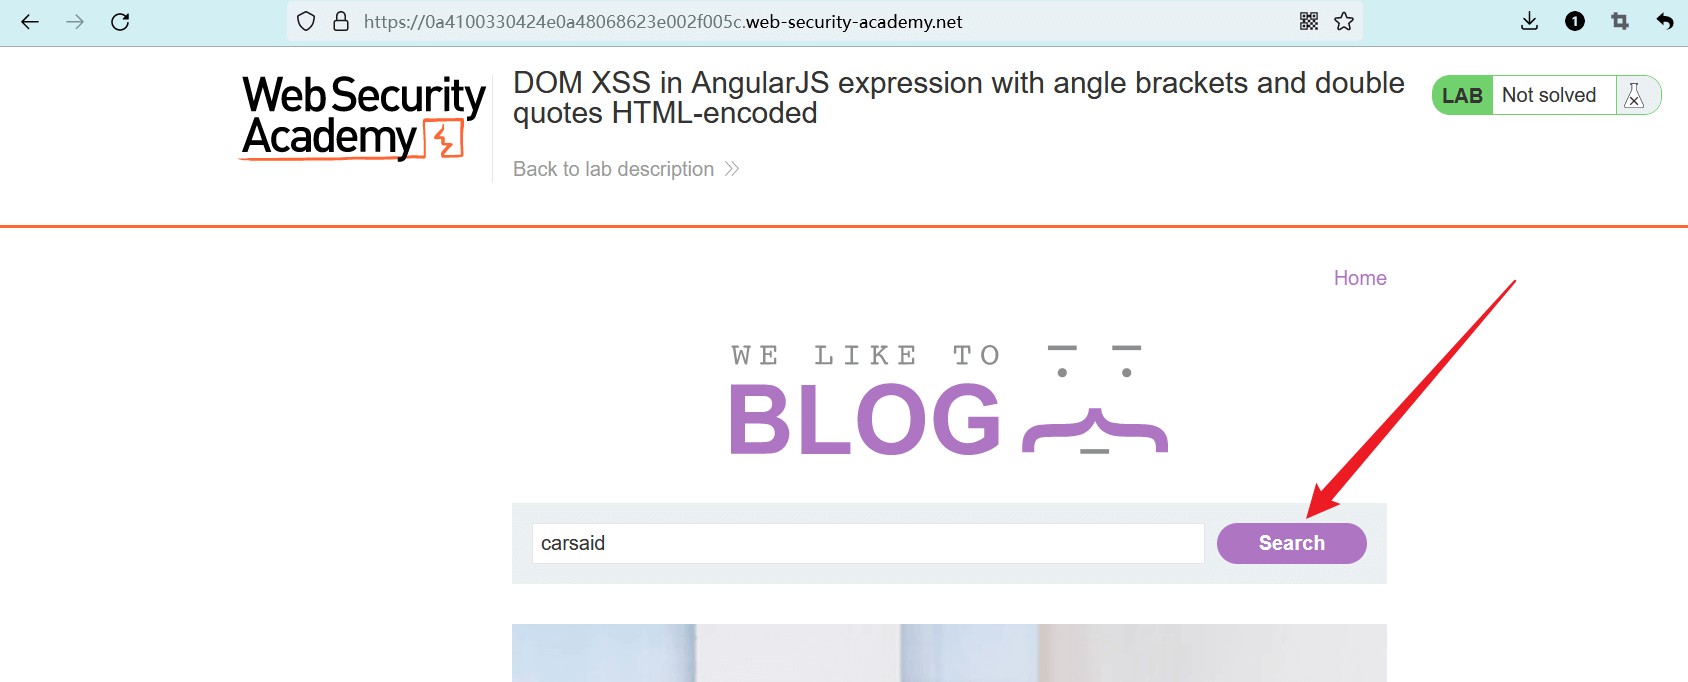 https://0a4100330424e0a48068623e002f005c.web-security-academy.net
1
Web Security
Academy
DOM XSS in AngularJS expression with angle brackets and double
quotes HTML-encoded
LAB Not solved
Back to lab description
Home
WE LIKE TO
BLOG
carsaid
Search